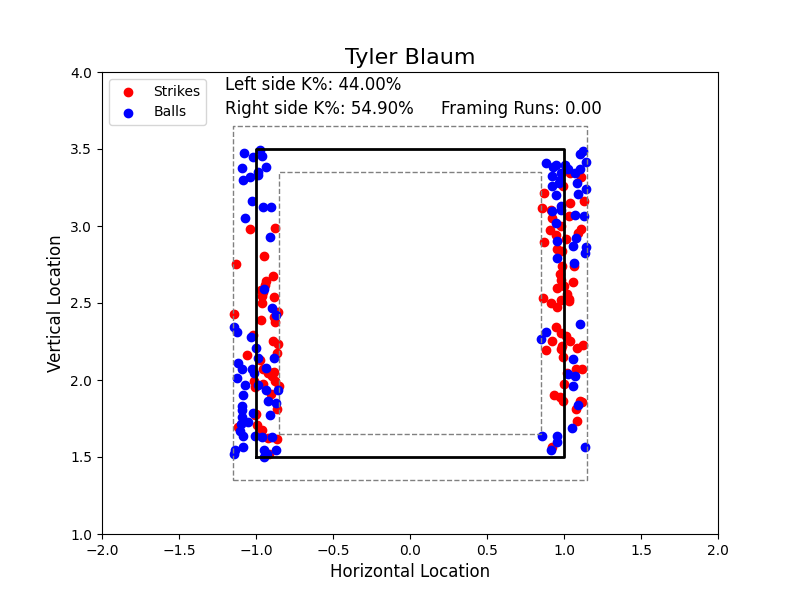 Tyler Blaum
Strikes
Balls
Left side K%: 44.00%
Right side K%: 54.90%
Framing Runs: 0.00
4.0
3.5
3.0
2.5
2.0
1.5
1.0
Vertical Location
−2.0
−1.5
−1.0
−0.5
0.0
0.5
1.0
1.5
2.0
Horizontal Location